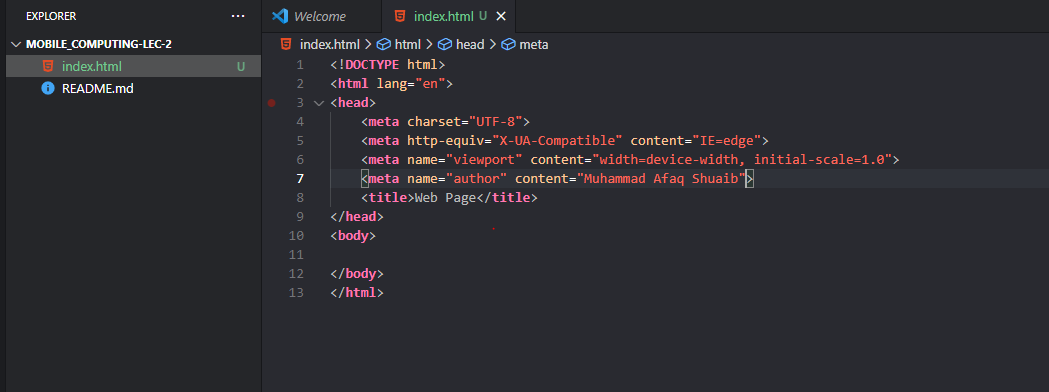 EXPLORER ...
MOBILE_COMPUTING-LEC-2
index.html U
README.md
Welcome
index.html U
index.html > html > head > meta
1 <!DOCTYPE html>
2 <html lang="en">
3 <head>
4 <meta charset="UTF-8">
5 <meta http-equiv="X-UA-Compatible" content="IE=edge">
6 <meta name="viewport" content="width=device-width, initial-scale=1.0">
7 <meta name="author" content="Muhammad Afaq Shuaib">
8 <title>Web Page</title>
9 </head>
10 <body>
11
12 </body>
13 </html>